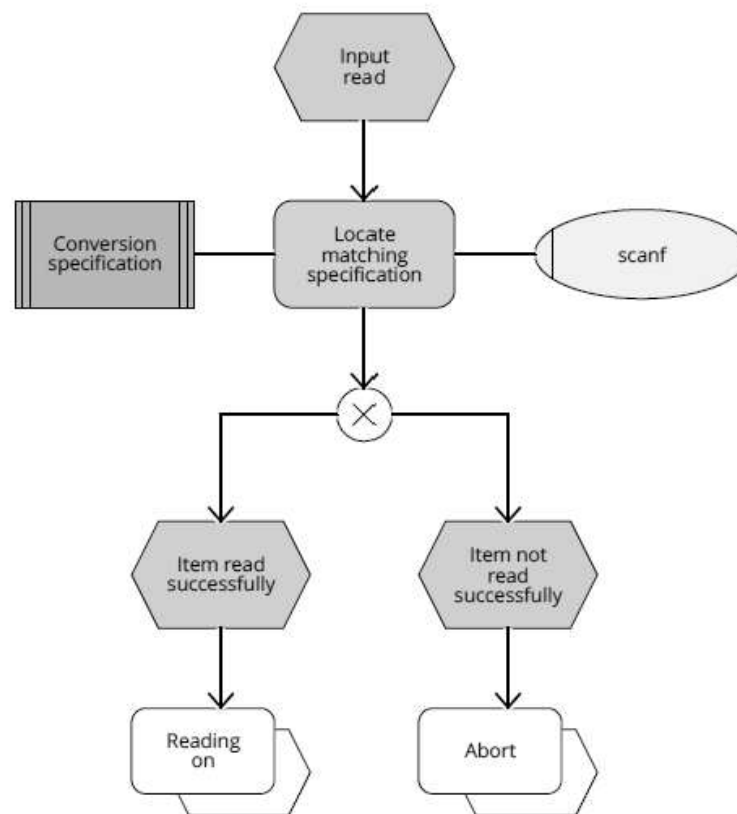 Input
read
Conversion
specification
Locate
matching
specification
scanf
Item read
successfully
Item not
read
successfully
Reading
on
Abort